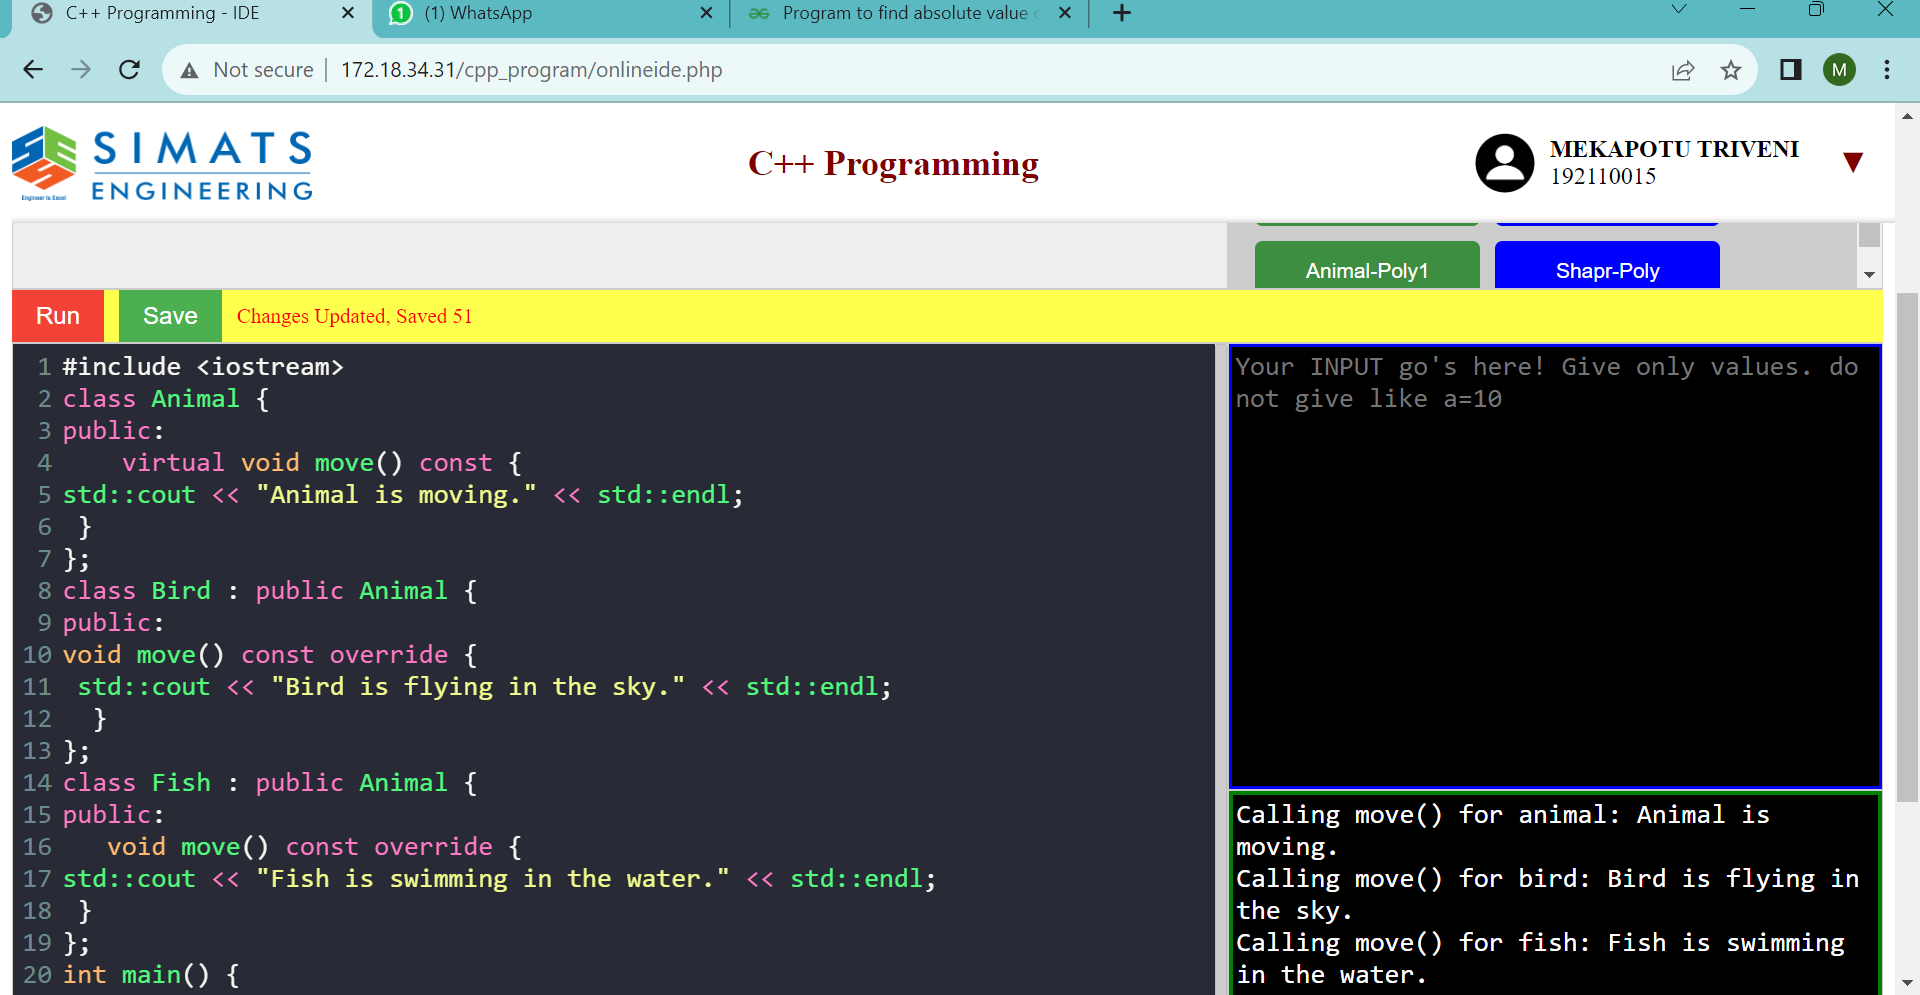 C++ Programming - IDE
(1) WhatsApp
Program to find absolute value
Not secure | 172.18.34.31/cpp_program/onlineide.php
M
SIMATS
ENGINEERING
Engineer to Excel
C++ Programming
MEKAPOTU TRIVENI
192110015
Animal-Poly1
Shapr-Poly
Run
Save
Changes Updated, Saved 51
1 #include <iostream>
2 class Animal {
3 public:
4     virtual void move() const {
5 std::cout << "Animal is moving." << std::endl;
6  }
7 };
8 class Bird : public Animal {
9 public:
10 void move() const override {
11  std::cout << "Bird is flying in the sky." << std::endl;
12   }
13 };
14 class Fish : public Animal {
15 public:
16    void move() const override {
17 std::cout << "Fish is swimming in the water." << std::endl;
18  }
19 };
20 int main() {
Your INPUT go's here! Give only values. do
not give like a=10
Calling move() for animal: Animal is
moving.
Calling move() for bird: Bird is flying in
the sky.
Calling move() for fish: Fish is swimming
in the water.